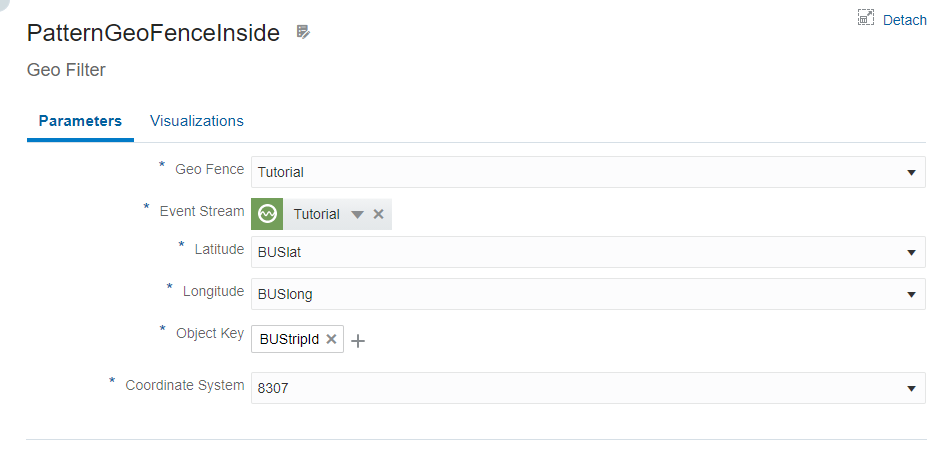 PatternGeoFenceInside
Detach
Geo Filter
Parameters Visualizations
* Geo Fence Tutorial
* Event Stream Tutorial
* Latitude BUSlat
* Longitude BUSlong
* Object Key BUStripId
* Coordinate System 8307